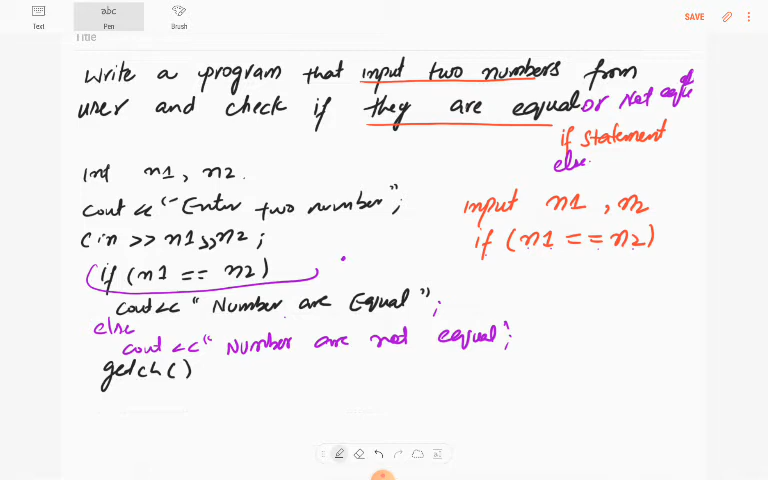 Text
abc
Pen
Brush
SAVE
Title
Write a program that input two numbers from
user and check if they are equal or Not equal
if statement
else.
int n1, n2.
cout << "Enter two number";
cin >> n1 >> n2;
input n1, n2
if (n1 == n2)
if (n1 == n2)
cout << " Number are Equal ";
else
cout << " Number are not equal";
getch()